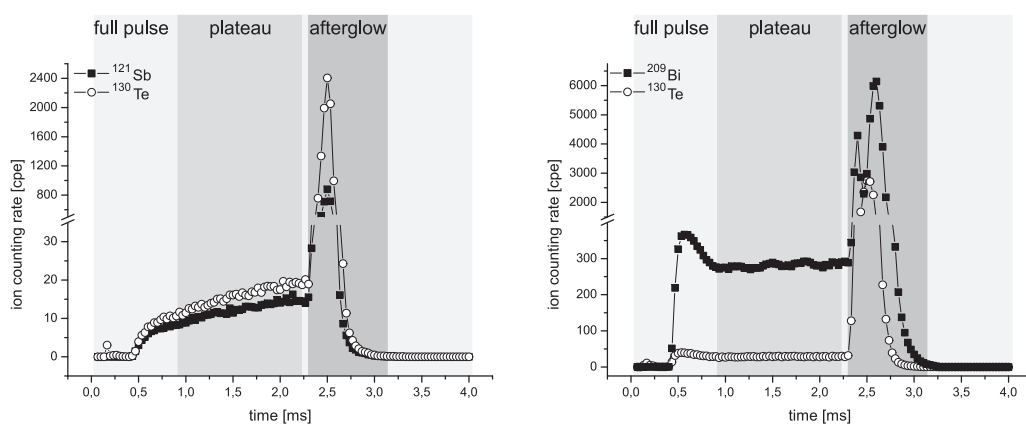 full pulse plateau afterglow
¹²¹Sb
¹³⁰Te
2400
2000
1600
1200
800
30
20
10
0
ion counting rate [cpe]
0,0 0,5 1,0 1,5 2,0 2,5 3,0 3,5 4,0
time [ms]
full pulse plateau afterglow
²⁰⁹Bi
¹³⁰Te
6000
5000
4000
3000
2000
300
200
100
0
ion counting rate [cpe]
0,0 0,5 1,0 1,5 2,0 2,5 3,0 3,5 4,0
time [ms]